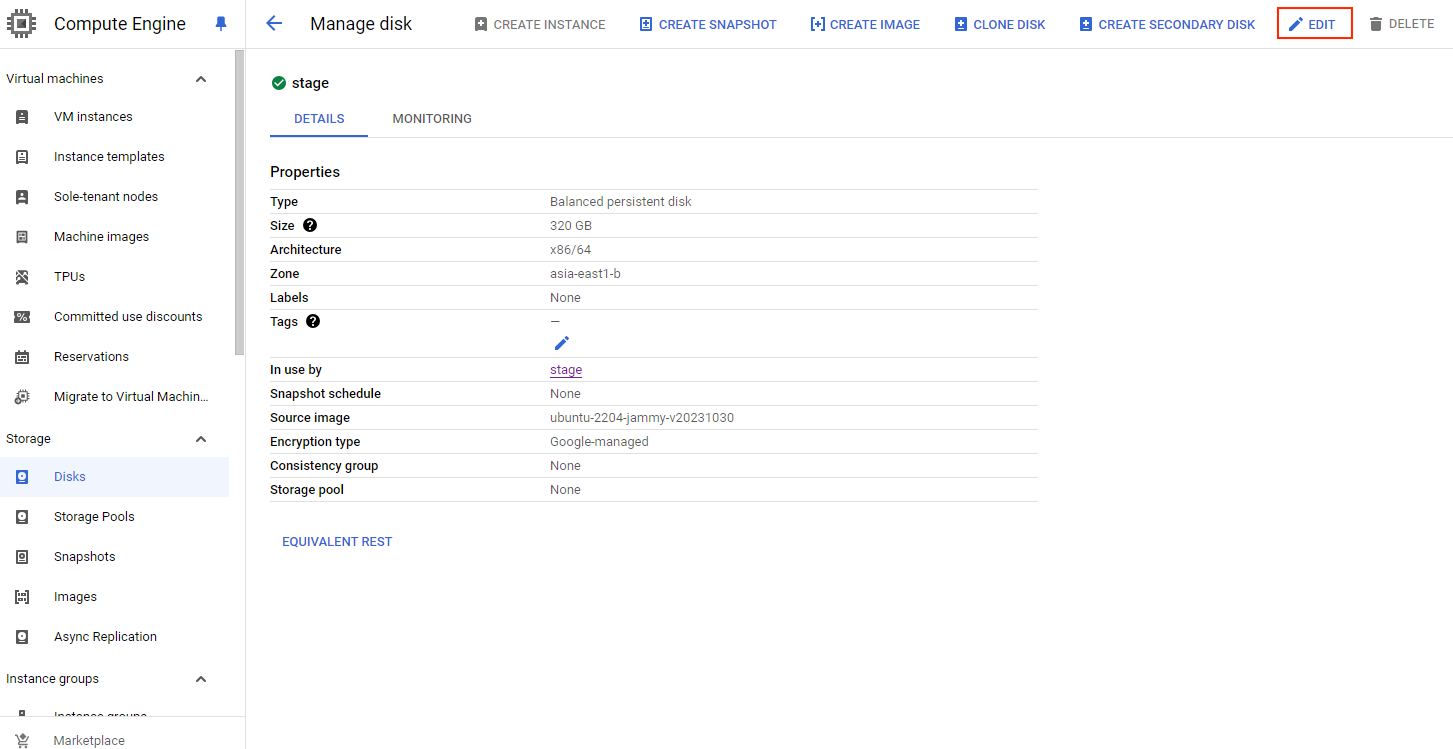 Compute Engine
Manage disk
CREATE INSTANCE
CREATE SNAPSHOT
CREATE IMAGE
CLONE DISK
CREATE SECONDARY DISK
EDIT
DELETE
Virtual machines
VM instances
Instance templates
Sole-tenant nodes
Machine images
TPUs
Committed use discounts
Reservations
Migrate to Virtual Machin...
Storage
Disks
Storage Pools
Snapshots
Images
Async Replication
Instance groups
Instance groups
Marketplace
stage
DETAILS
MONITORING
Properties
Type Balanced persistent disk
Size ? 320 GB
Architecture x86/64
Zone asia-east1-b
Labels None
Tags ? —
In use by stage
Snapshot schedule None
Source image ubuntu-2204-jammy-v20231030
Encryption type Google-managed
Consistency group None
Storage pool None
EQUIVALENT REST